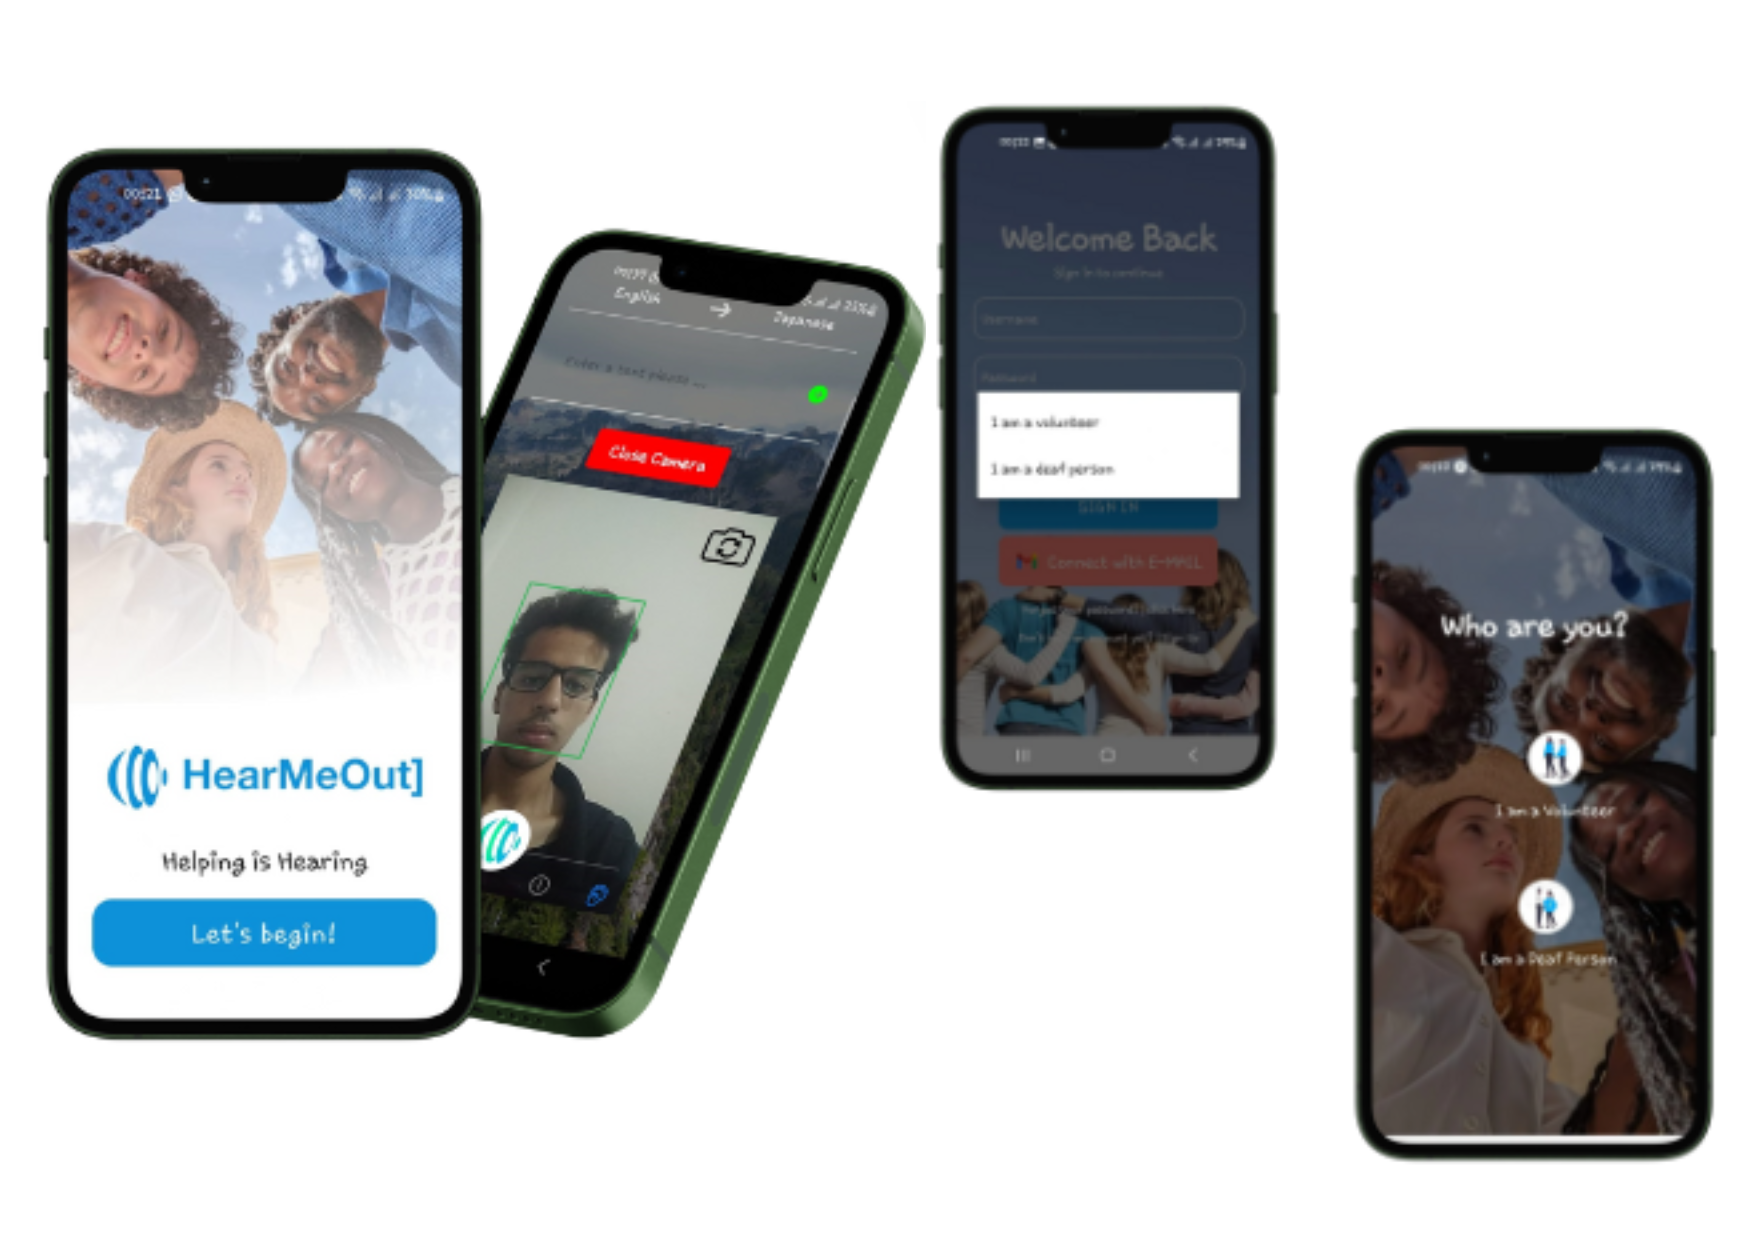 00:21
HearMeOut]
Helping is Hearing
Let's begin!
English
→
Japanese
Enter a text please ...
Close Camera
Welcome Back
Sign in to continue
Username
Password
I am a volunteer
I am a deaf person
SIGN IN
Connect with E-MAIL
Who are you?
I am a Volunteer
I am a Deaf Person